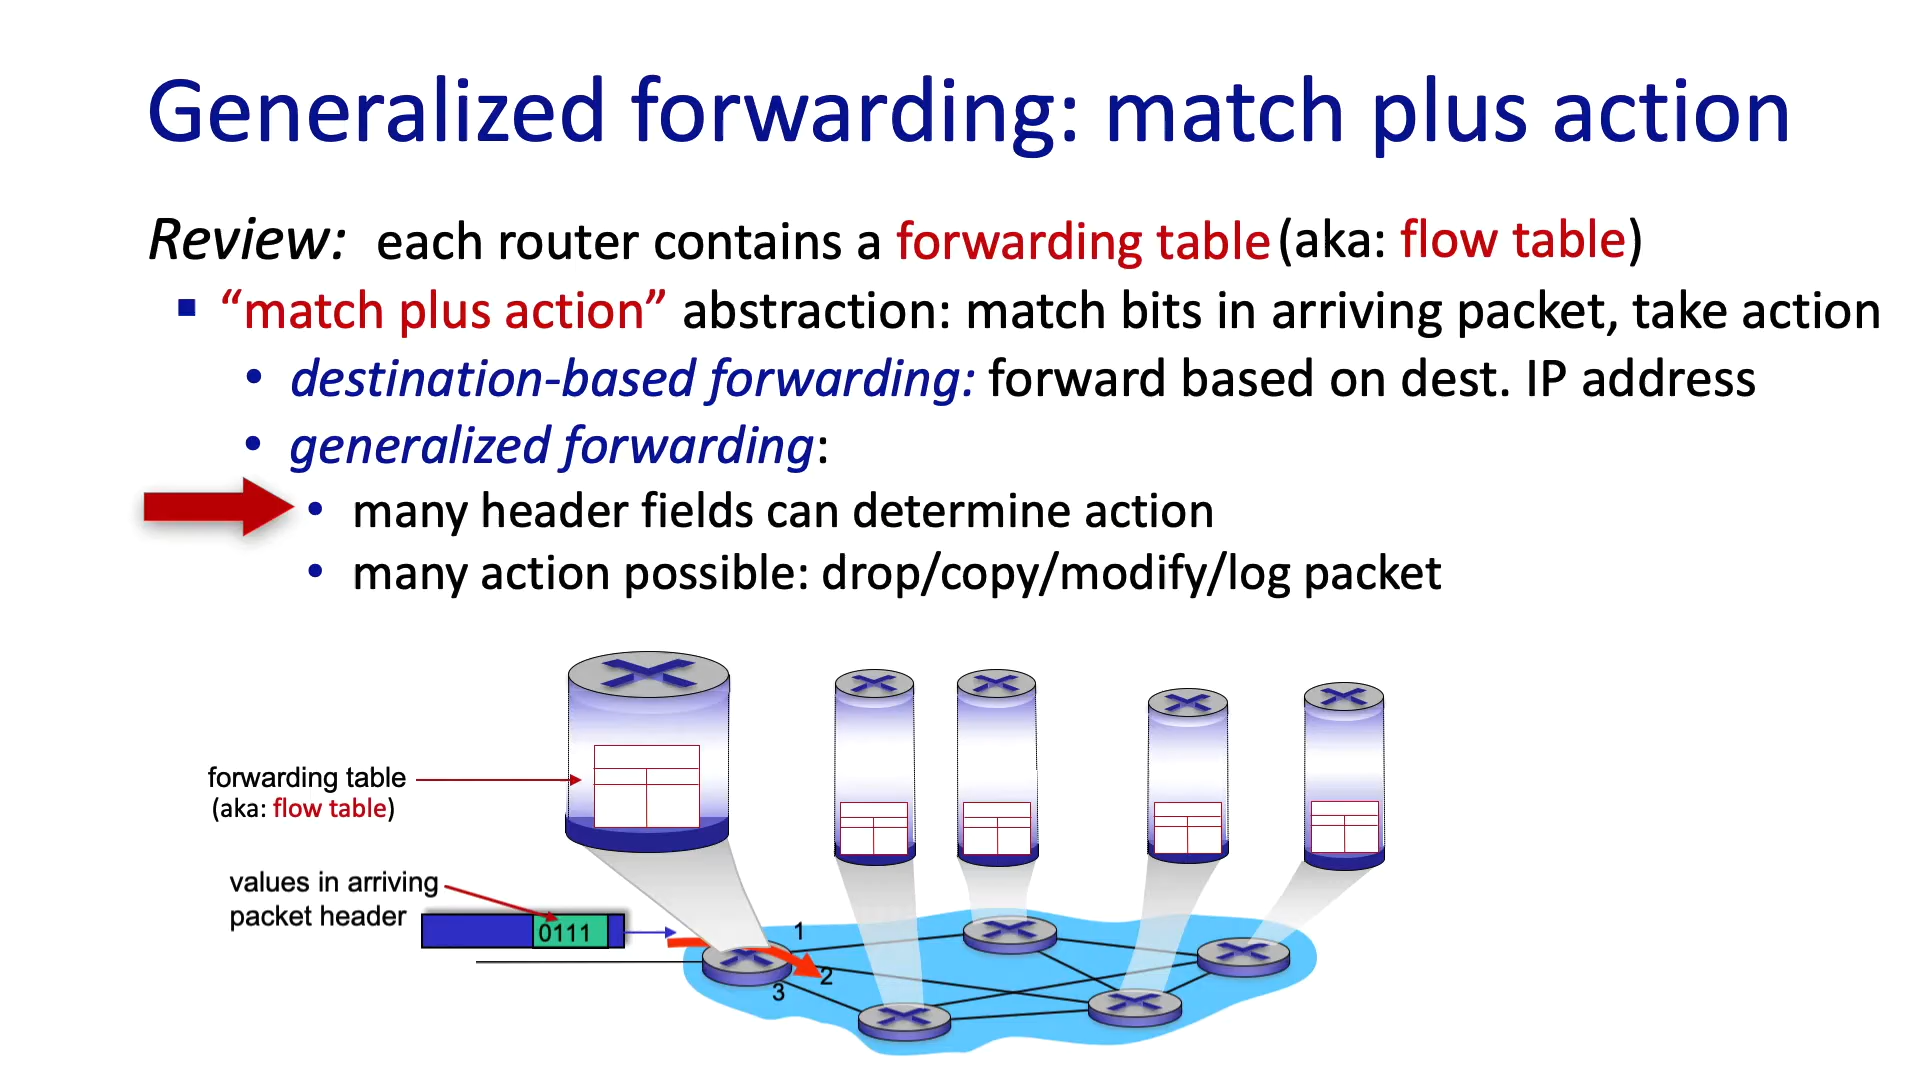 Generalized forwarding: match plus action
Review: each router contains a forwarding table (aka: flow table)
▪ “match plus action” abstraction: match bits in arriving packet, take action
• destination-based forwarding: forward based on dest. IP address
• generalized forwarding:
• many header fields can determine action
• many action possible: drop/copy/modify/log packet
forwarding table
(aka: flow table)
values in arriving
packet header
0111
1
2
3